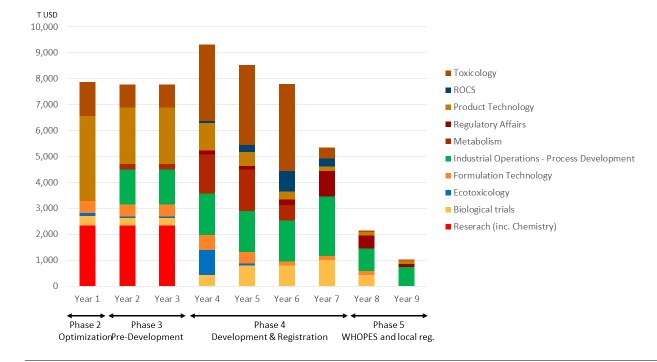 T USD
10,000
9,000
8,000
7,000
6,000
5,000
4,000
3,000
2,000
1,000
0
Toxicology
ROCS
Product Technology
Regulatory Affairs
Metabolism
Industrial Operations - Process Development
Formulation Technology
Ecotoxicology
Biological trials
Reserach (inc. Chemistry)
Year 1 Year 2 Year 3 Year 4 Year 5 Year 6 Year 7 Year 8 Year 9
Phase 2 Phase 3 Phase 4 Phase 5
Optimization Pre-Development Development & Registration WHOPES and local reg.